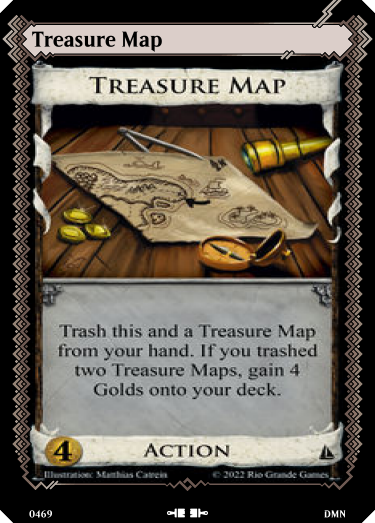 Treasure Map
TREASURE MAP
Trash this and a Treasure Map
from your hand. If you trashed
two Treasure Maps, gain 4
Golds onto your deck.
4
ACTION
Illustration: Matthias Catrein
© 2022 Rio Grande Games
0469
DMN